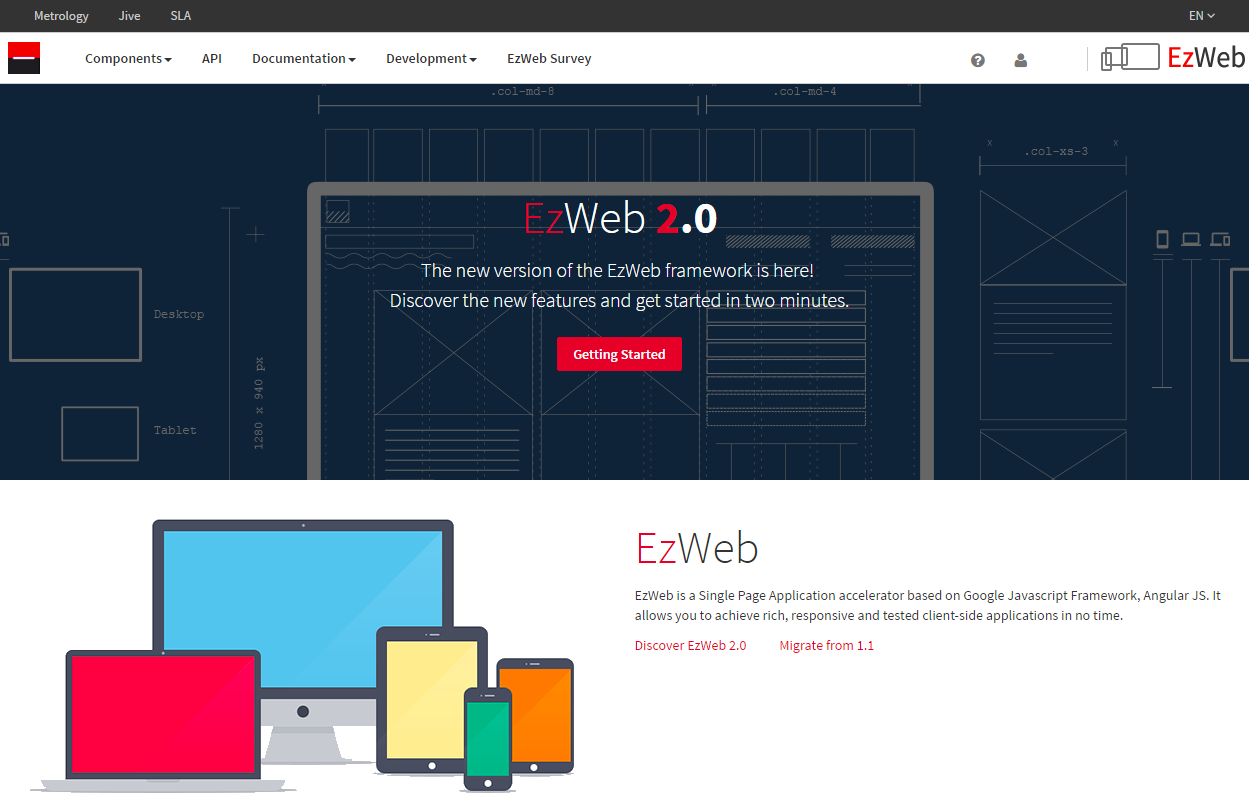 Metrology Jive SLA EN
Components API Documentation Development EzWeb Survey EzWeb
.col-md-8 .col-md-4
.col-xs-3
EzWeb 2.0
The new version of the EzWeb framework is here!
Discover the new features and get started in two minutes.
Desktop
Getting Started
1280 x 940 px
Tablet
EzWeb
EzWeb is a Single Page Application accelerator based on Google Javascript Framework, Angular JS. It
allows you to achieve rich, responsive and tested client-side applications in no time.
Discover EzWeb 2.0 Migrate from 1.1